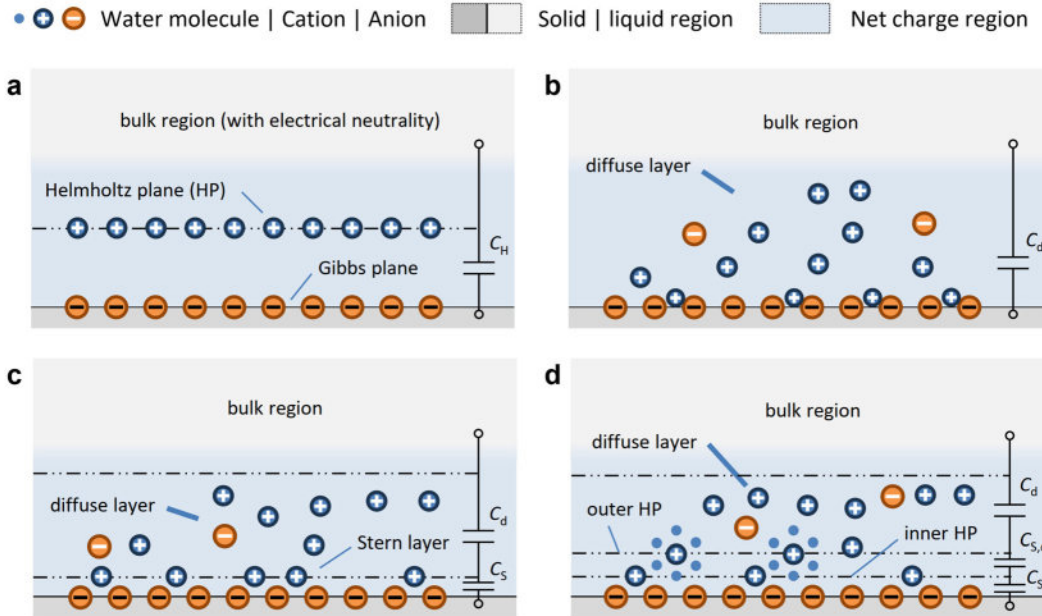 Water molecule | Cation | Anion
Solid | liquid region
Net charge region
a
bulk region (with electrical neutrality)
Helmholtz plane (HP)
Gibbs plane
C_H
b
bulk region
diffuse layer
C_d
c
bulk region
diffuse layer
Stern layer
C_d
C_S
d
bulk region
diffuse layer
outer HP
inner HP
C_d